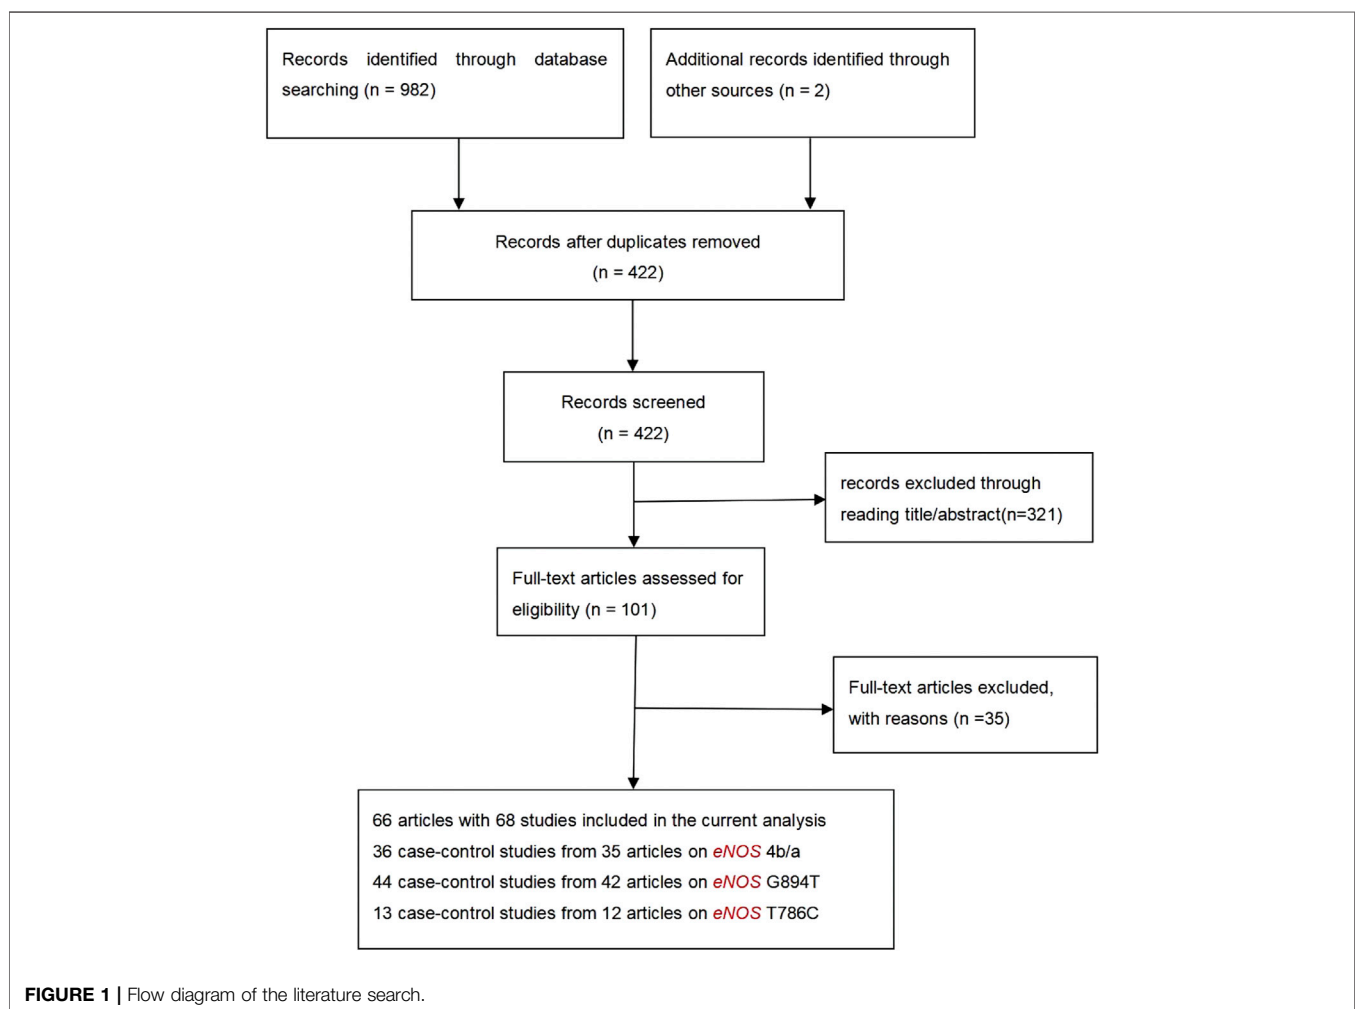 Records identified through database
searching (n = 982)
Additional records identified through
other sources (n = 2)
Records after duplicates removed
(n = 422)
Records screened
(n = 422)
records excluded through
reading title/abstract(n=321)
Full-text articles assessed for
eligibility (n = 101)
Full-text articles excluded,
with reasons (n =35)
66 articles with 68 studies included in the current analysis
36 case-control studies from 35 articles on eNOS 4b/a
44 case-control studies from 42 articles on eNOS G894T
13 case-control studies from 12 articles on eNOS T786C
FIGURE 1 | Flow diagram of the literature search.